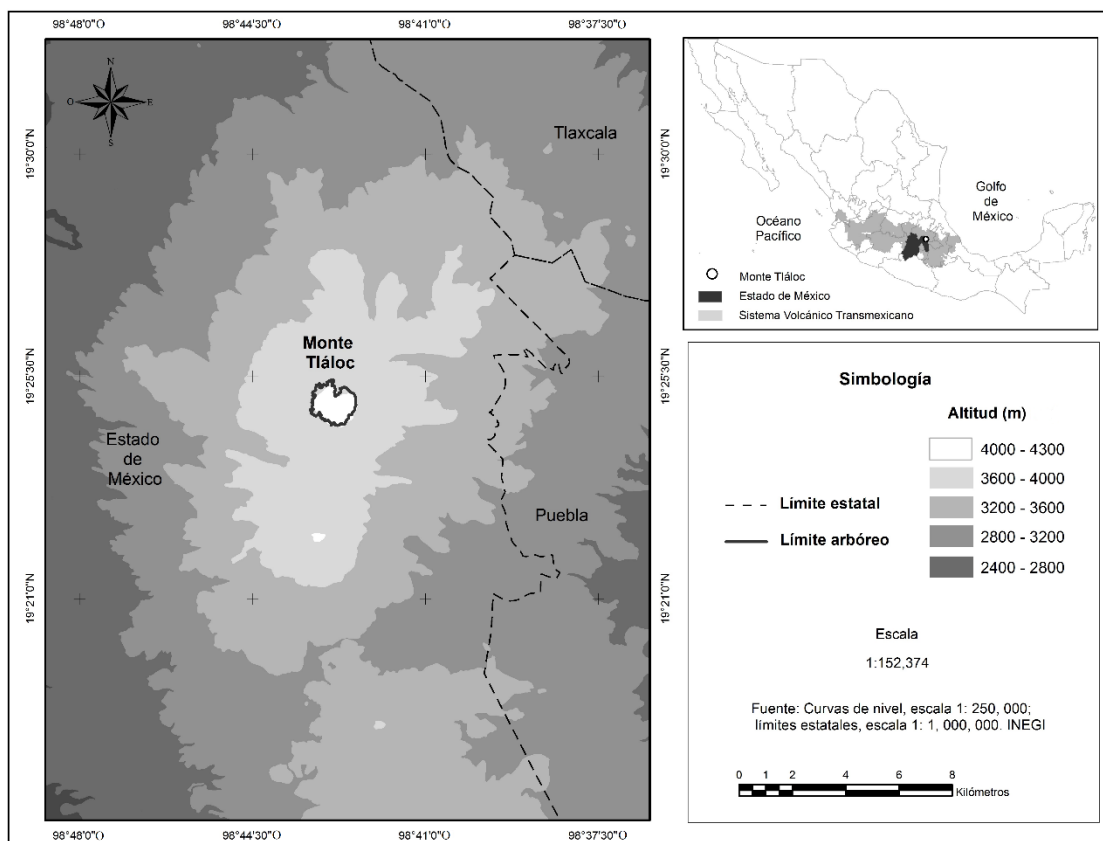 98°48'0"O
98°44'30"O
98°41'0"O
98°37'30"O
N
O
E
S
19°30'0"N
19°25'30"N
19°21'0"N
Tlaxcala
Monte
Tláloc
Estado
de
México
Puebla
19°30'0"N
19°25'30"N
19°21'0"N
98°48'0"O
98°44'30"O
98°41'0"O
98°37'30"O
Golfo
de
México
Océano
Pacífico
Monte Tláloc
Estado de México
Sistema Volcánico Transmexicano
Simbología
Altitud (m)
4000 - 4300
3600 - 4000
3200 - 3600
2800 - 3200
2400 - 2800
Límite estatal
Límite arbóreo
Escala
1:152,374
Fuente: Curvas de nivel, escala 1: 250, 000;
límites estatales, escala 1: 1, 000, 000. INEGI
0 1 2 4 6 8
Kilómetros